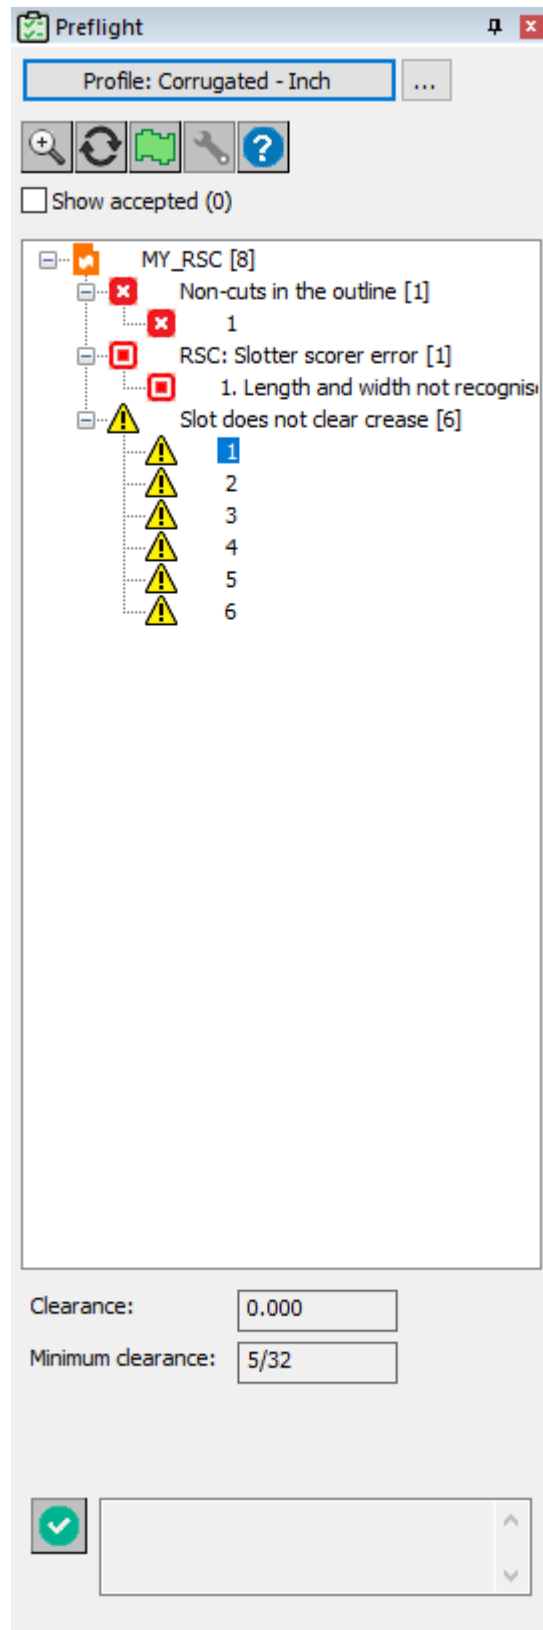 Preflight
Profile: Corrugated - Inch ...
Show accepted (0)
MY_RSC [8]
Non-cuts in the outline [1]
1
RSC: Slotter scorer error [1]
1. Length and width not recognis
Slot does not clear crease [6]
1
2
3
4
5
6
Clearance: 0.000
Minimum clearance: 5/32